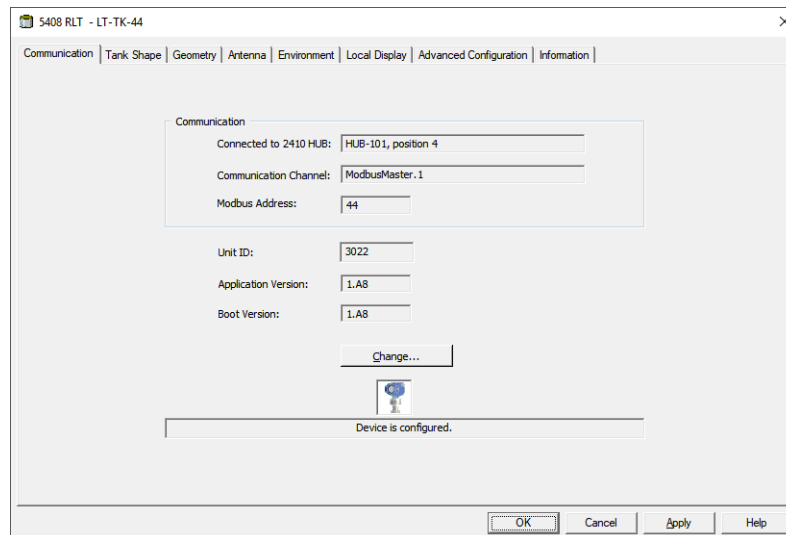 5408 RLT - LT-TK-44
Communication Tank Shape Geometry Antenna Environment Local Display Advanced Configuration Information
Communication
Connected to 2410 HUB: HUB-101, position 4
Communication Channel: ModbusMaster.1
Modbus Address: 44
Unit ID: 3022
Application Version: 1.A8
Boot Version: 1.A8
Change...
Device is configured.
OK Cancel Apply Help